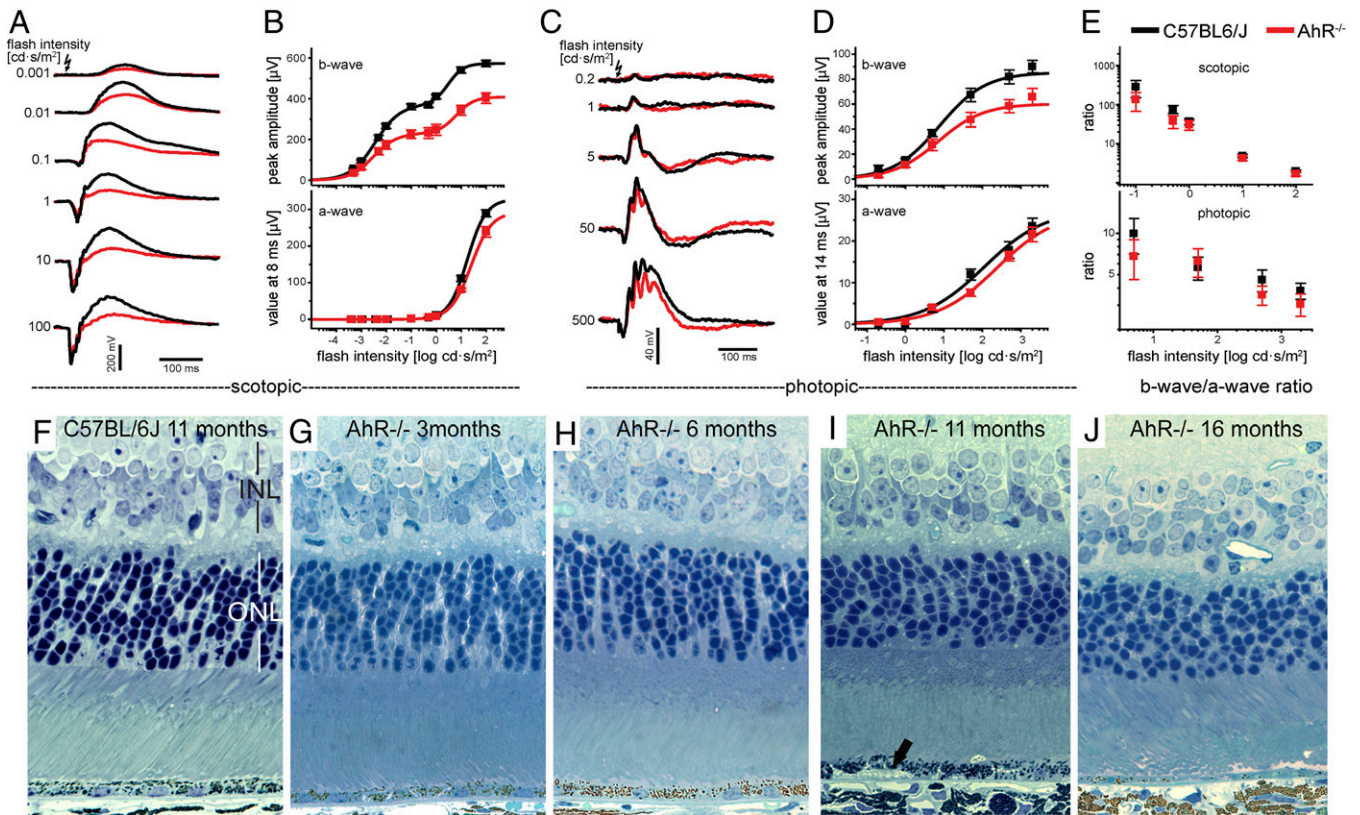 A
flash intensity
[cd·s/m²]
0.001
0.01
0.1
1
10
100
200 mV
100 ms
B
b-wave
peak amplitude [µV]
600
400
200
0
a-wave
value at 8 ms [µV]
300
200
100
0
-4 -3 -2 -1 0 1 2
flash intensity [log cd·s/m²]
C
flash intensity
[cd·s/m²]
0.2
1
5
50
500
40 mV
100 ms
D
b-wave
peak amplitude [µV]
100
80
60
40
20
0
a-wave
value at 14 ms [µV]
30
20
10
0
-1 0 1 2 3
flash intensity [log cd·s/m²]
E
C57BL6/J
AhR-/-
scotopic
ratio
1000
100
10
-1 0 1 2
photopic
ratio
10
5
1 2 3
flash intensity [log cd·s/m²]
scotopic
photopic
b-wave/a-wave ratio
F C57BL/6J 11 months
INL
ONL
G AhR-/- 3months
H AhR-/- 6 months
I AhR-/- 11 months
J AhR-/- 16 months